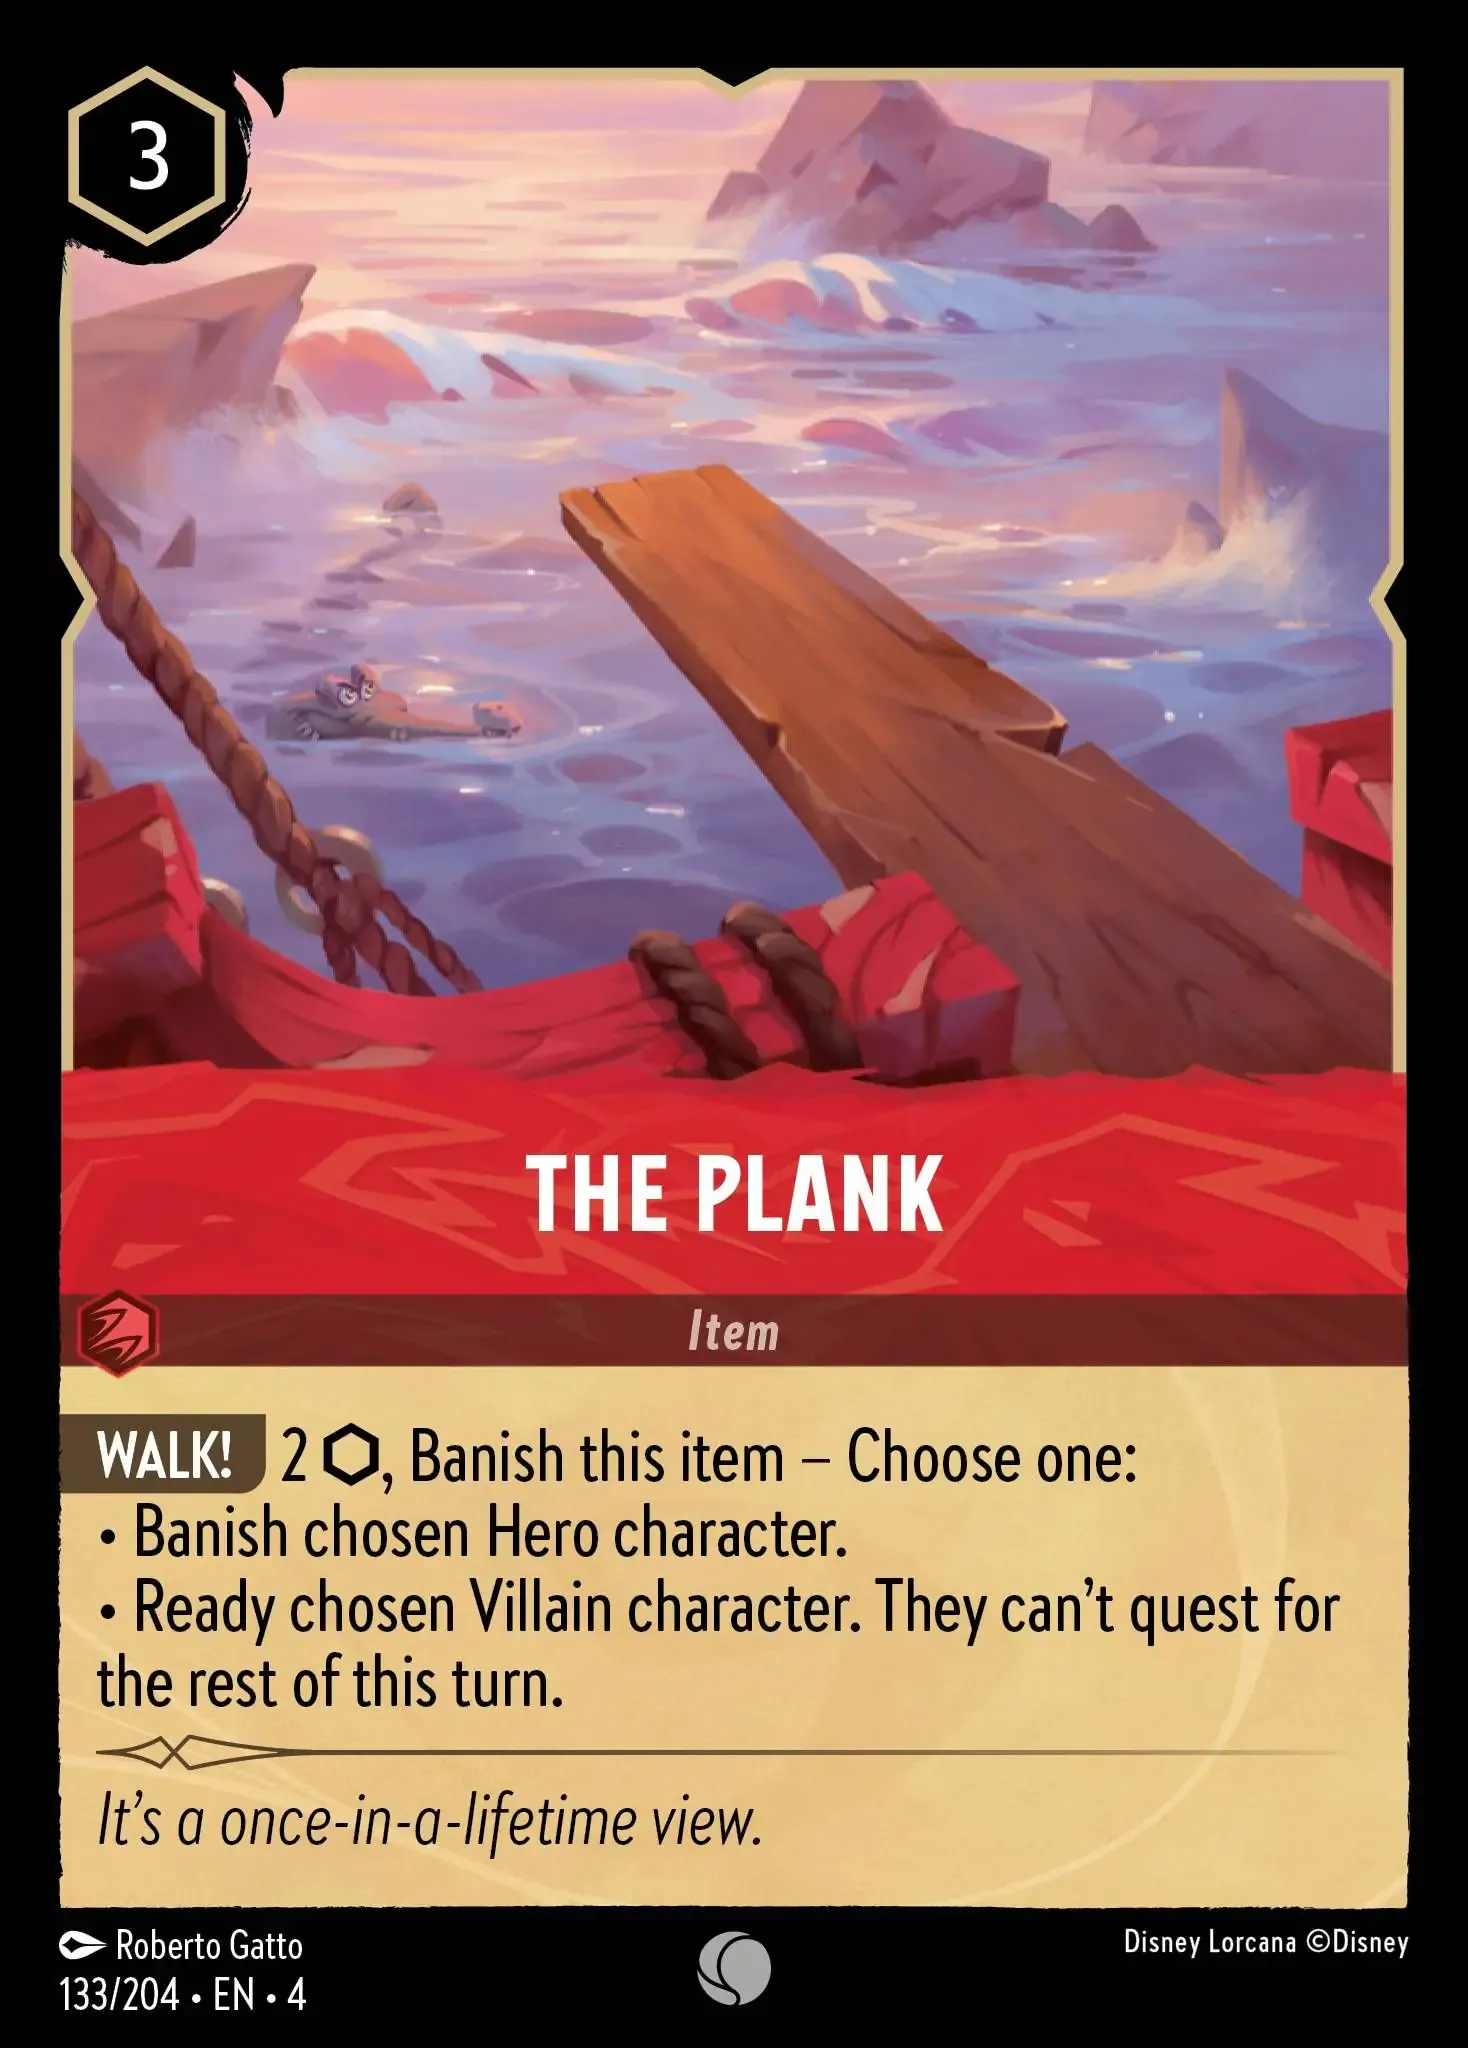 3
THE PLANK
Item
WALK! 2 ⬡, Banish this item – Choose one:
• Banish chosen Hero character.
• Ready chosen Villain character. They can't quest for
the rest of this turn.
It's a once-in-a-lifetime view.
Roberto Gatto
133/204 • EN • 4
Disney Lorcana ©Disney